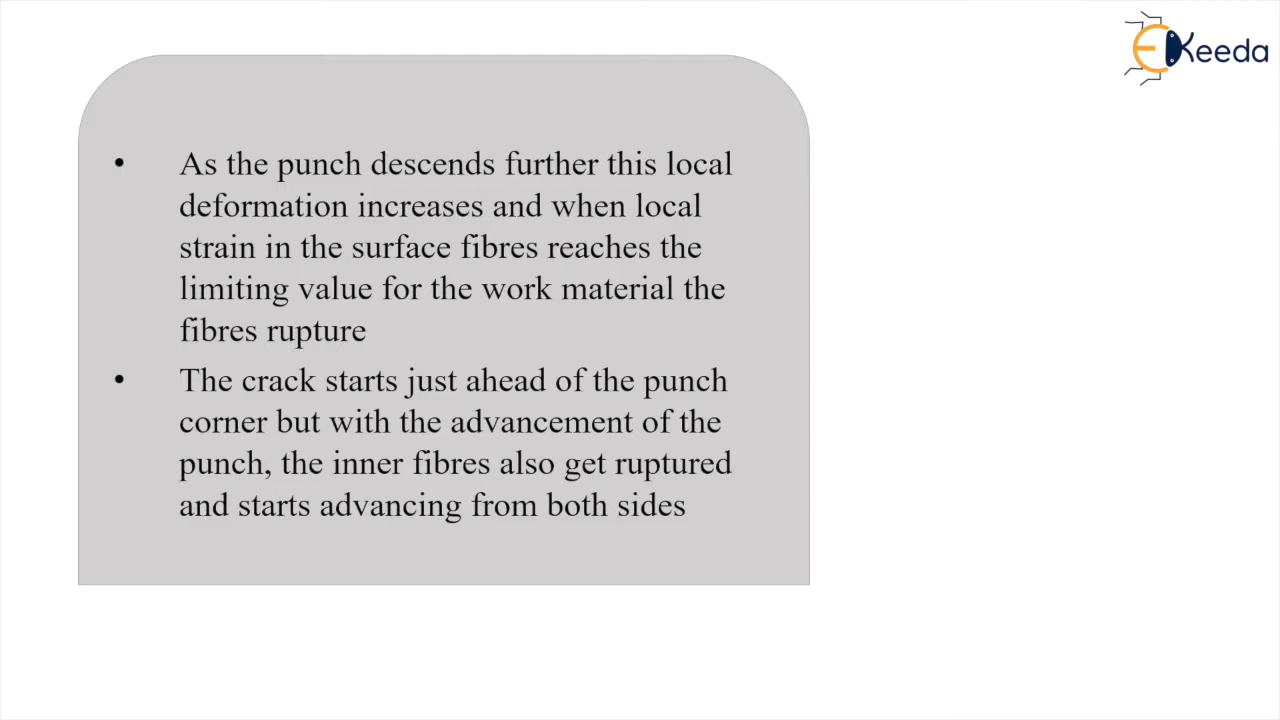 EKeeda
• As the punch descends further this local
deformation increases and when local
strain in the surface fibres reaches the
limiting value for the work material the
fibres rupture
• The crack starts just ahead of the punch
corner but with the advancement of the
punch, the inner fibres also get ruptured
and starts advancing from both sides